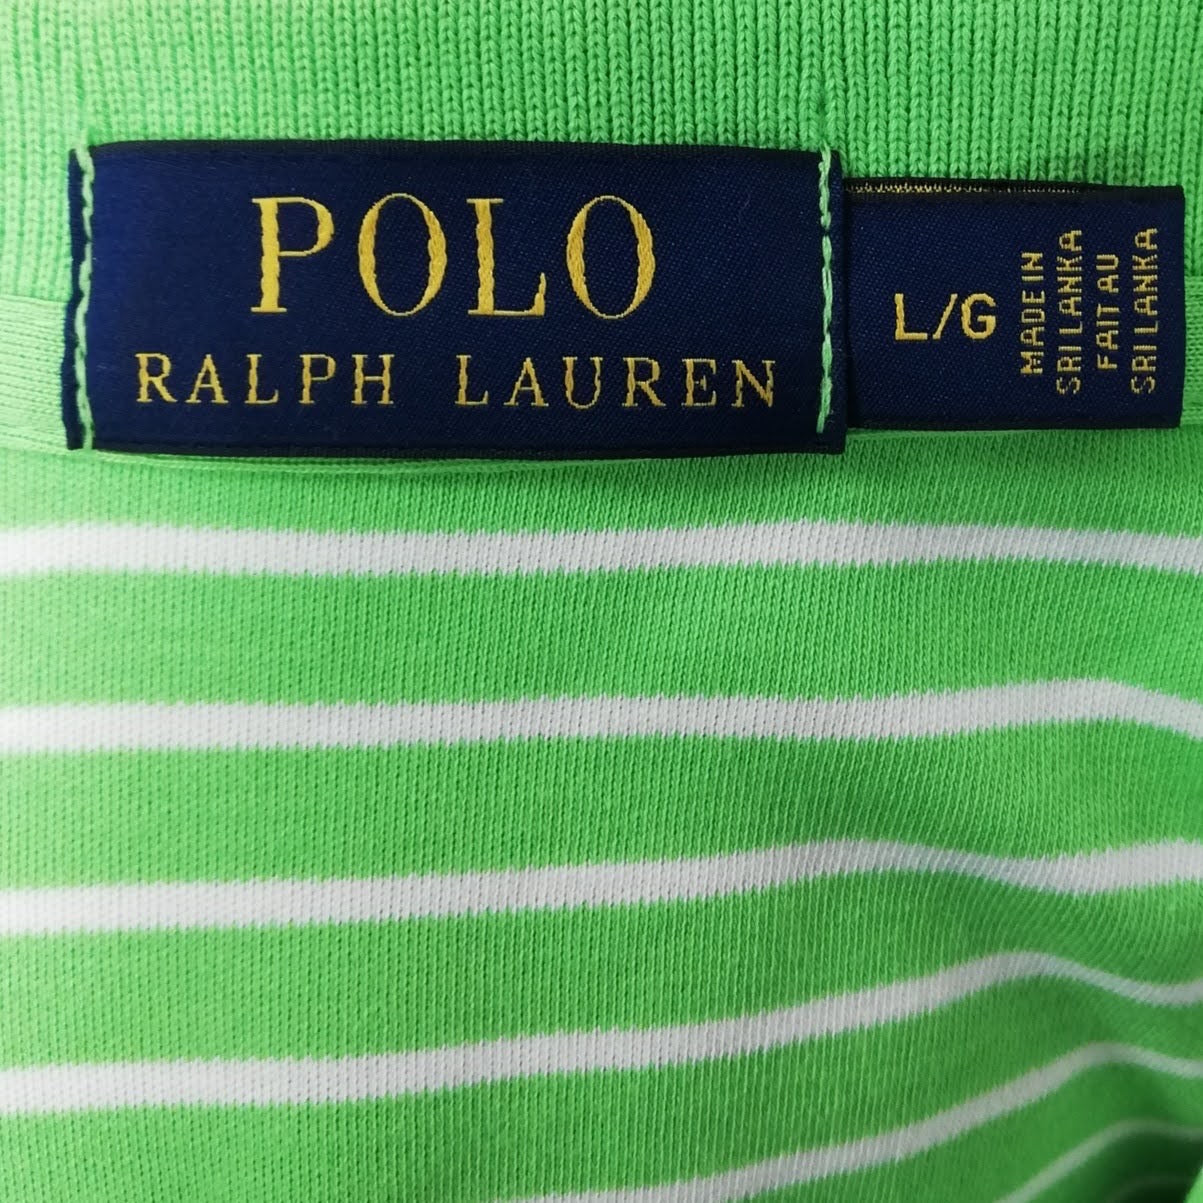 POLO
RALPH LAUREN
L/G
MADE IN
SRI LANKA
FAIT AU
SRI LANKA